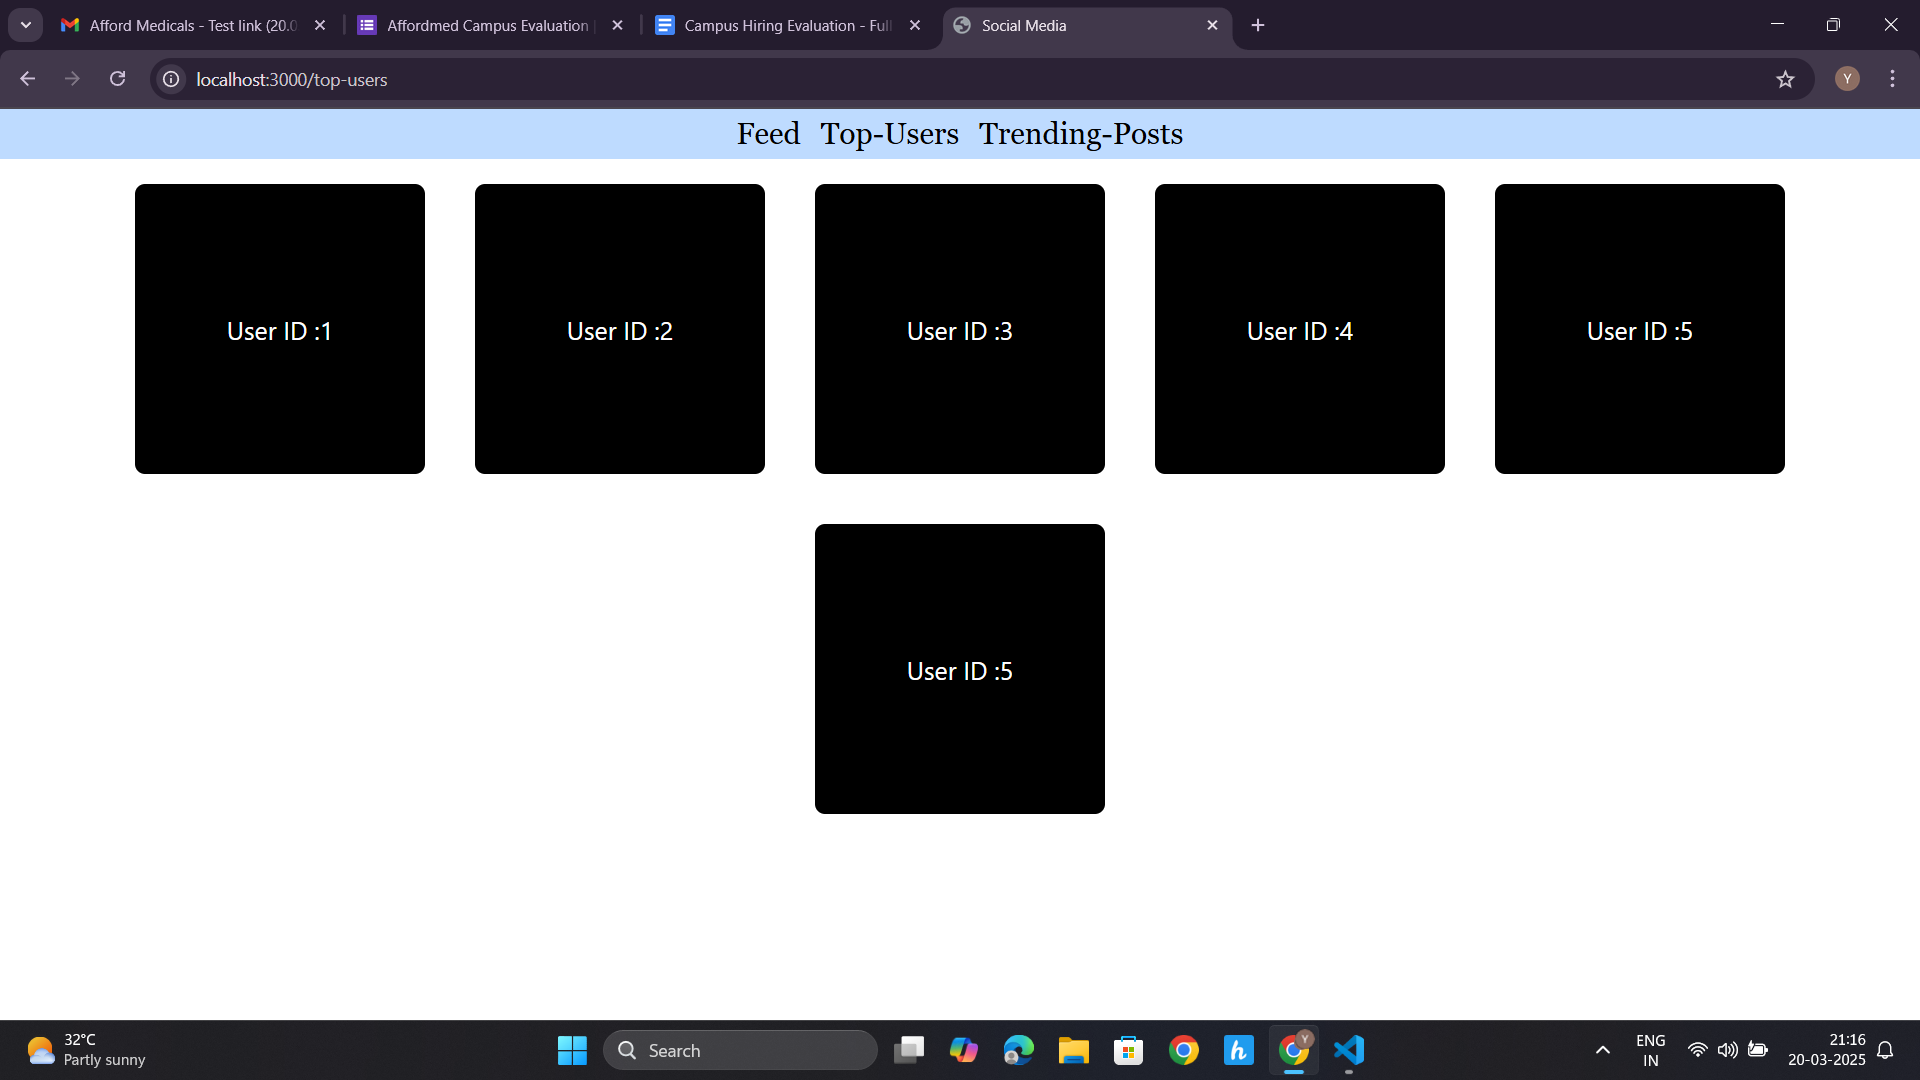 Afford Medicals - Test link (20.0
Affordmed Campus Evaluation
Campus Hiring Evaluation - Full
Social Media
localhost:3000/top-users
Y
Feed Top-Users Trending-Posts
User ID :1
User ID :2
User ID :3
User ID :4
User ID :5
User ID :5
32°C
Partly sunny
Search
h
Y
ENG
IN
21:16
20-03-2025